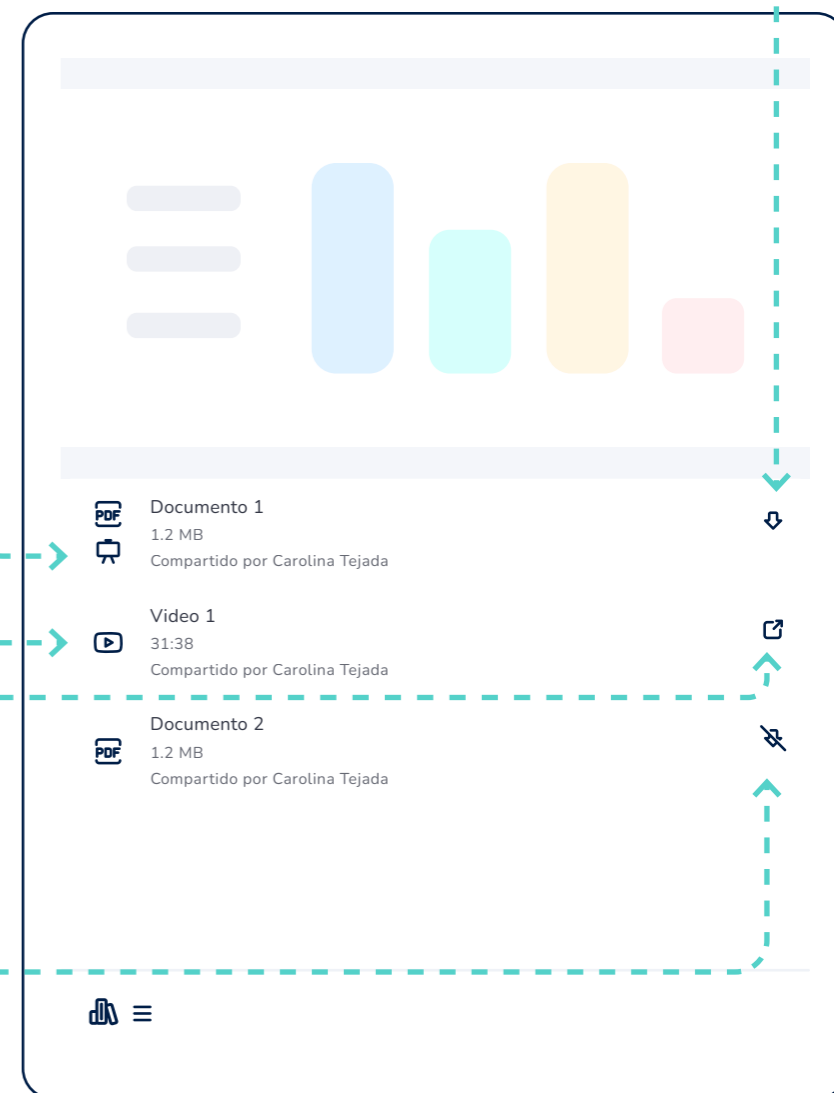 PDF
Documento 1
1.2 MB
Compartido por Carolina Tejada
Video 1
31:38
Compartido por Carolina Tejada
PDF
Documento 2
1.2 MB
Compartido por Carolina Tejada